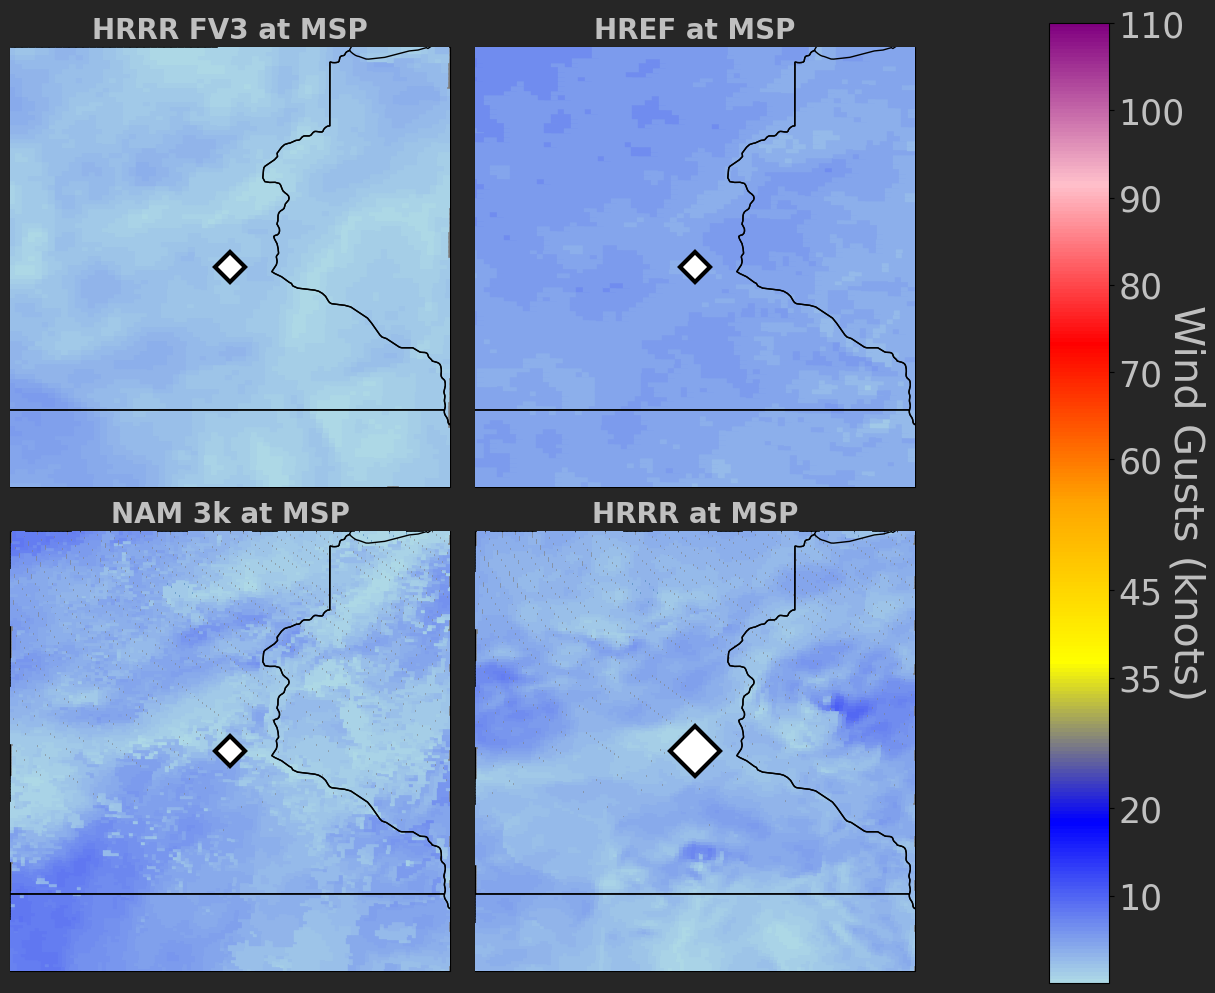 HRRR FV3 at MSP
HREF at MSP
NAM 3k at MSP
HRRR at MSP
110
100
90
80
70
60
45
35
20
10
Wind Gusts (knots)